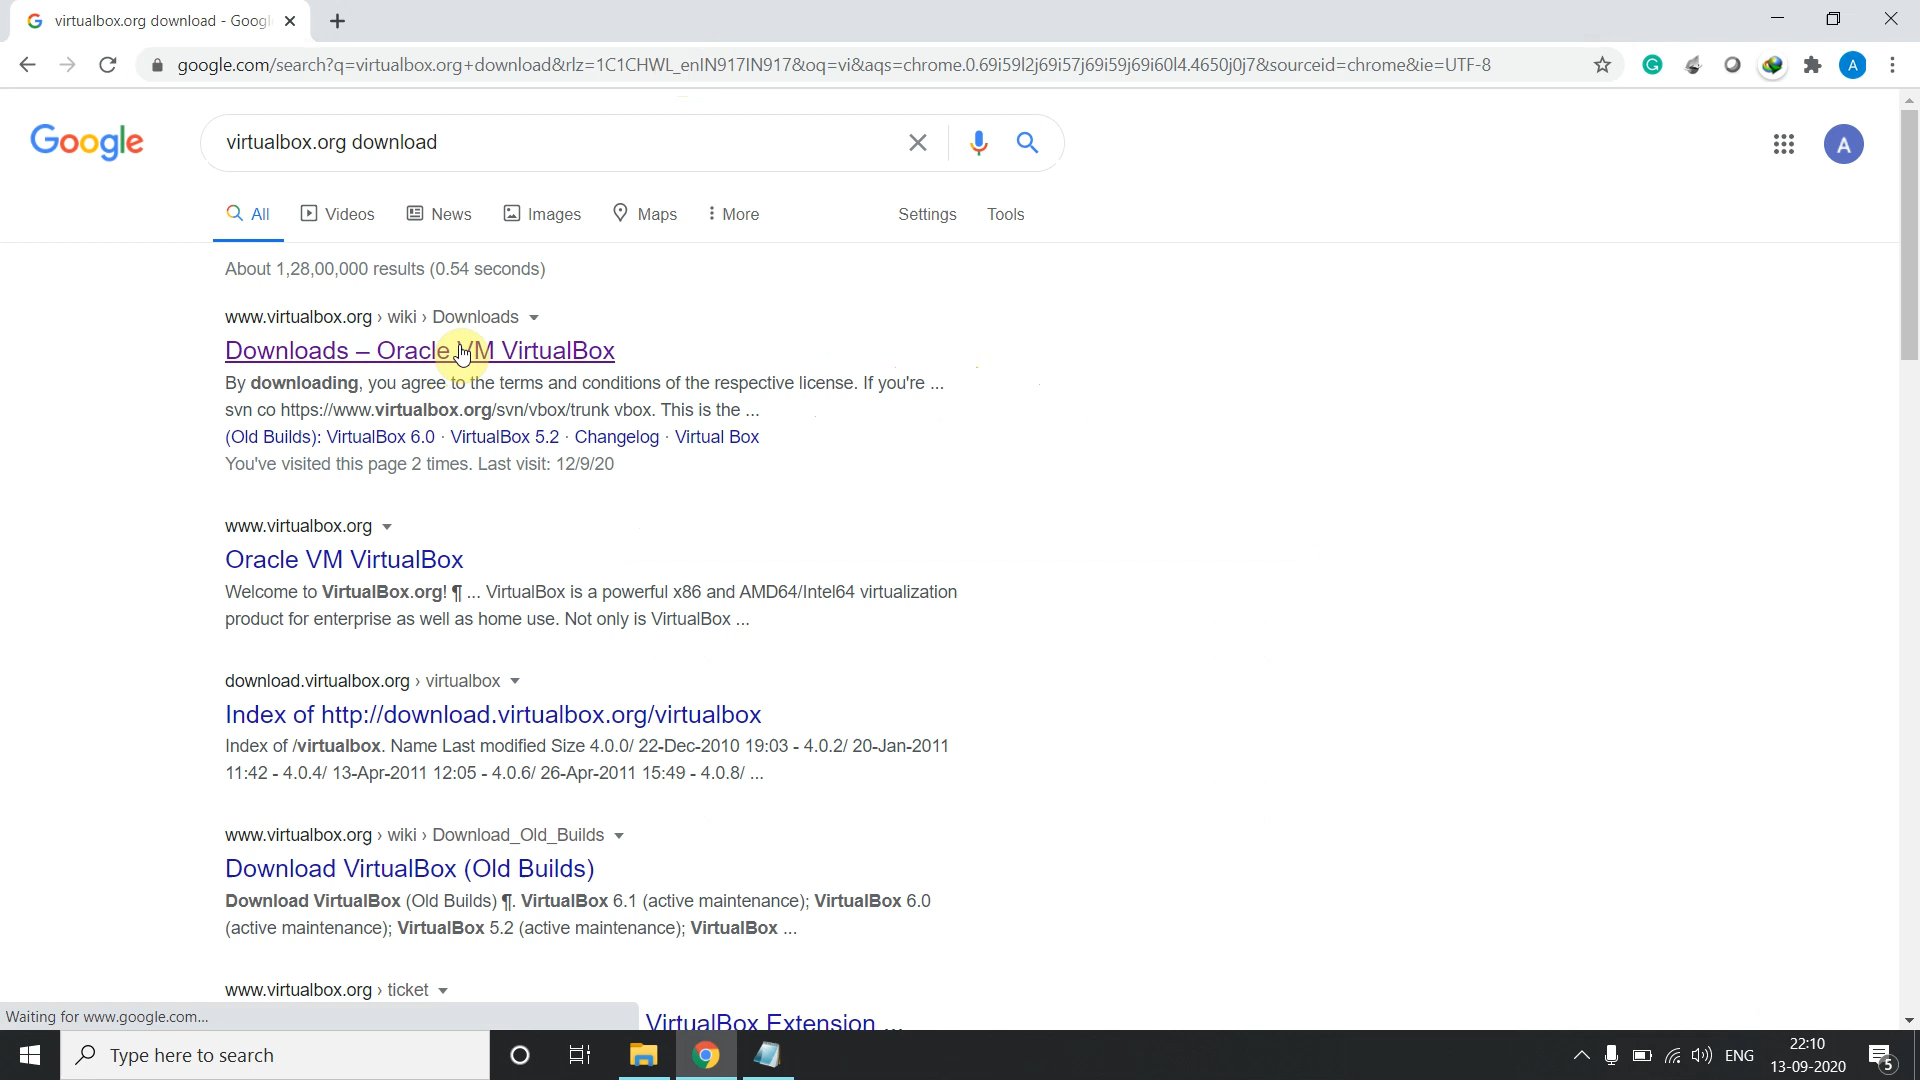 virtualbox.org download - Googl
google.com/search?q=virtualbox.org+download&rlz=1C1CHWL_enIN917IN917&oq=vi&aqs=chrome.0.69i59l2j69i57j69i59j69i60l4.4650j0j7&sourceid=chrome&ie=UTF-8
A
Google
virtualbox.org download
A
All
Videos
News
Images
Maps
More
Settings
Tools
About 1,28,00,000 results (0.54 seconds)
www.virtualbox.org › wiki › Downloads
Downloads – Oracle VM VirtualBox
By downloading, you agree to the terms and conditions of the respective license. If you're ...
svn co https://www.virtualbox.org/svn/vbox/trunk vbox. This is the ...
(Old Builds): VirtualBox 6.0 · VirtualBox 5.2 · Changelog · Virtual Box
You've visited this page 2 times. Last visit: 12/9/20
www.virtualbox.org
Oracle VM VirtualBox
Welcome to VirtualBox.org! ¶ ... VirtualBox is a powerful x86 and AMD64/Intel64 virtualization
product for enterprise as well as home use. Not only is VirtualBox ...
download.virtualbox.org › virtualbox
Index of http://download.virtualbox.org/virtualbox
Index of /virtualbox. Name Last modified Size 4.0.0/ 22-Dec-2010 19:03 - 4.0.2/ 20-Jan-2011
11:42 - 4.0.4/ 13-Apr-2011 12:05 - 4.0.6/ 26-Apr-2011 15:49 - 4.0.8/ ...
www.virtualbox.org › wiki › Download_Old_Builds
Download VirtualBox (Old Builds)
Download VirtualBox (Old Builds) ¶. VirtualBox 6.1 (active maintenance); VirtualBox 6.0
(active maintenance); VirtualBox 5.2 (active maintenance); VirtualBox ...
www.virtualbox.org › ticket
VirtualBox Extension ...
Waiting for www.google.com...
Type here to search
ENG
22:10
13-09-2020
5